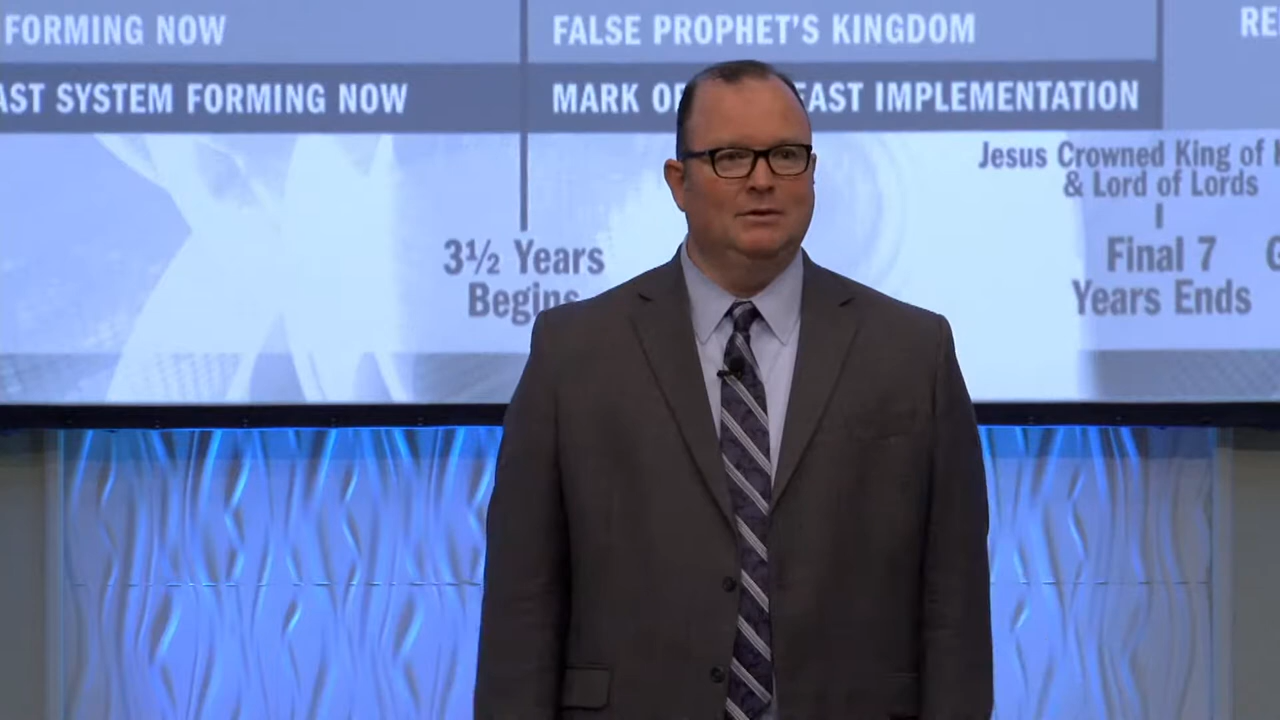 FORMING NOW
FALSE PROPHET'S KINGDOM
RE
AST SYSTEM FORMING NOW
MARK OF EAST IMPLEMENTATION
Jesus Crowned King of
& Lord of Lords
3½ Years
Begins
Final 7
Years Ends
G